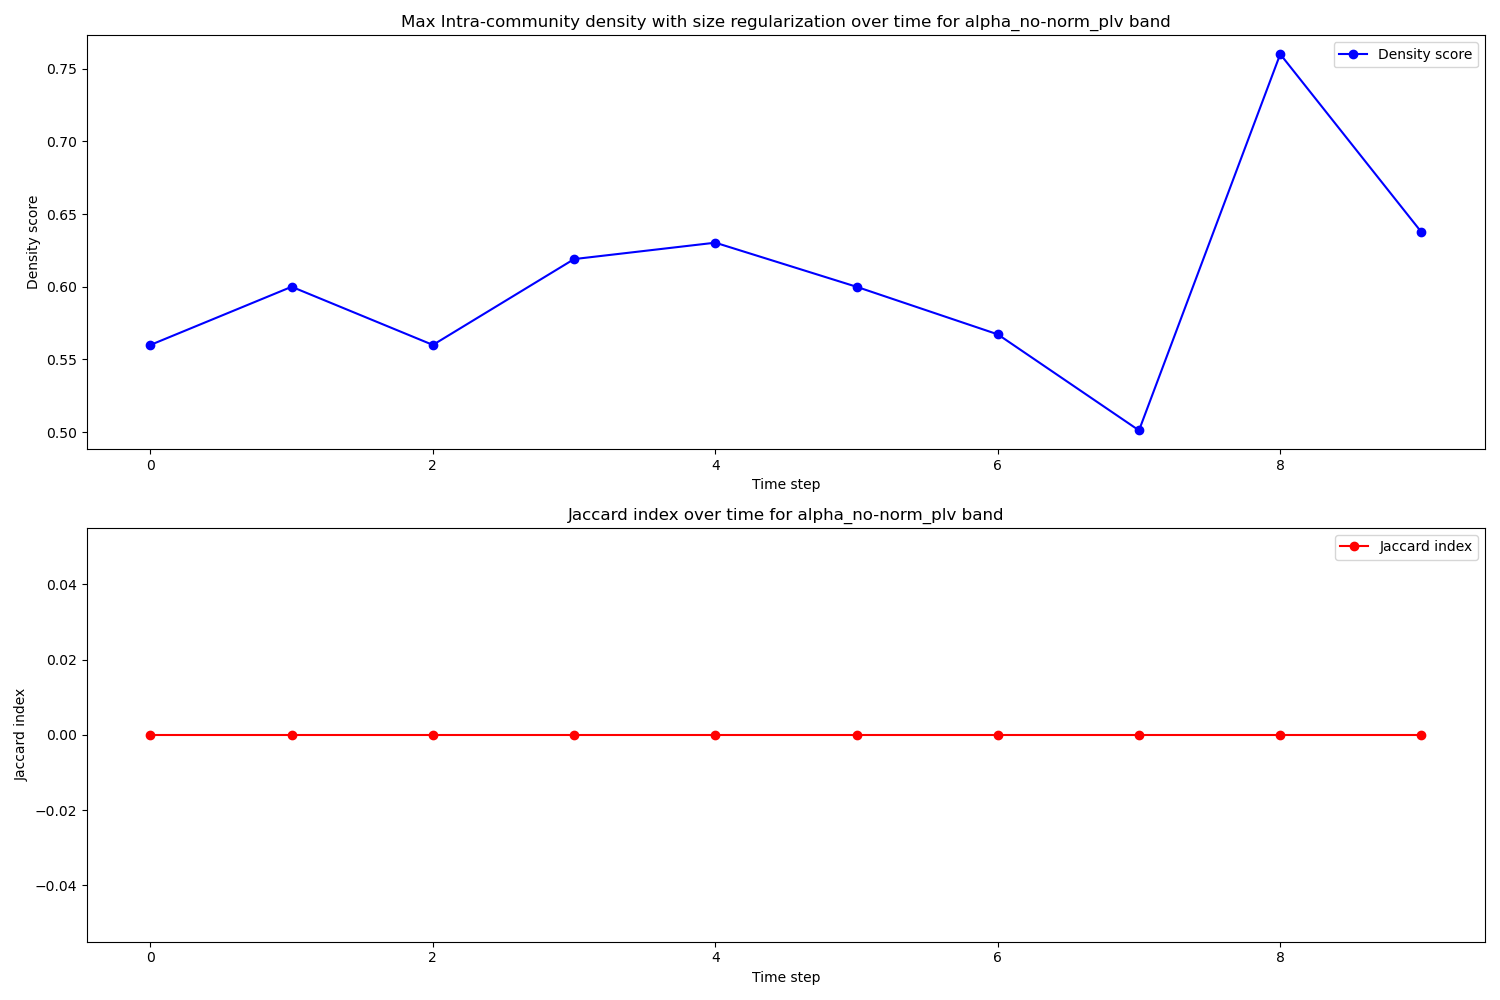 Max Intra-community density with size regularization over time for alpha_no-norm_plv band
Density score
0.75
0.70
0.65
0.60
0.55
0.50
Density score
0 2 4 6 8
Time step
Jaccard index over time for alpha_no-norm_plv band
Jaccard index
0.04
0.02
0.00
−0.02
−0.04
Jaccard index
0 2 4 6 8
Time step